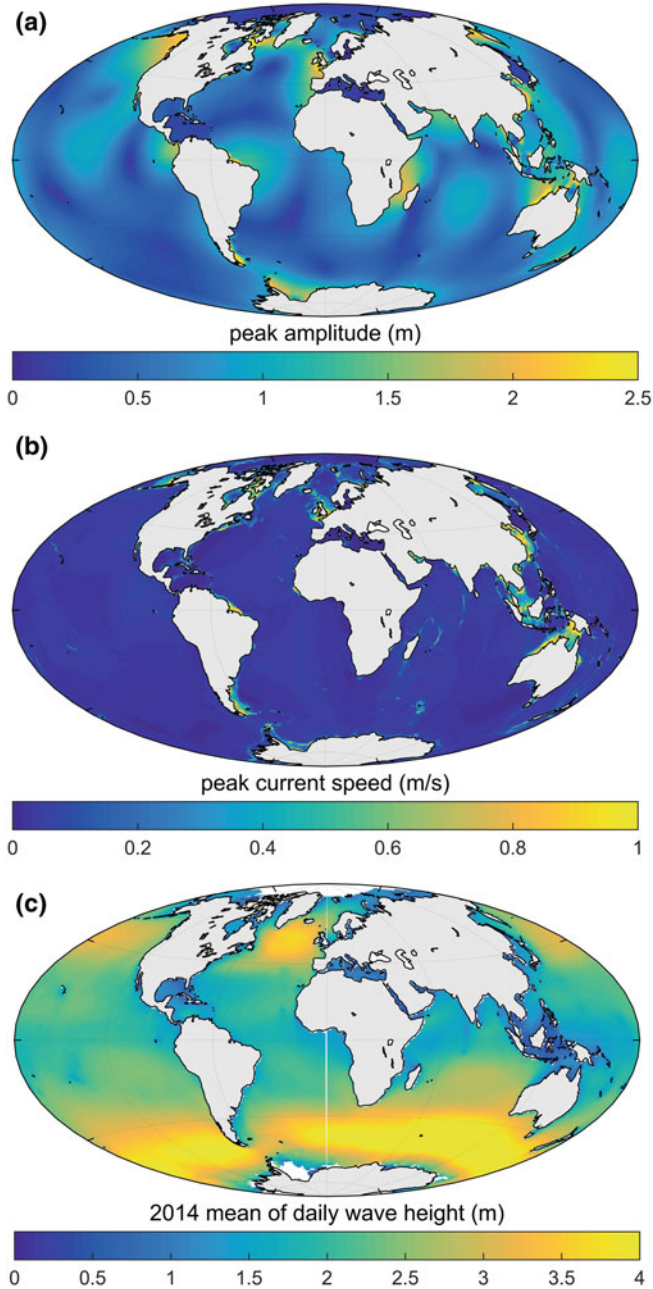 (a)
peak amplitude (m)
0 0.5 1 1.5 2 2.5
(b)
peak current speed (m/s)
0 0.2 0.4 0.6 0.8 1
(c)
2014 mean of daily wave height (m)
0 0.5 1 1.5 2 2.5 3 3.5 4